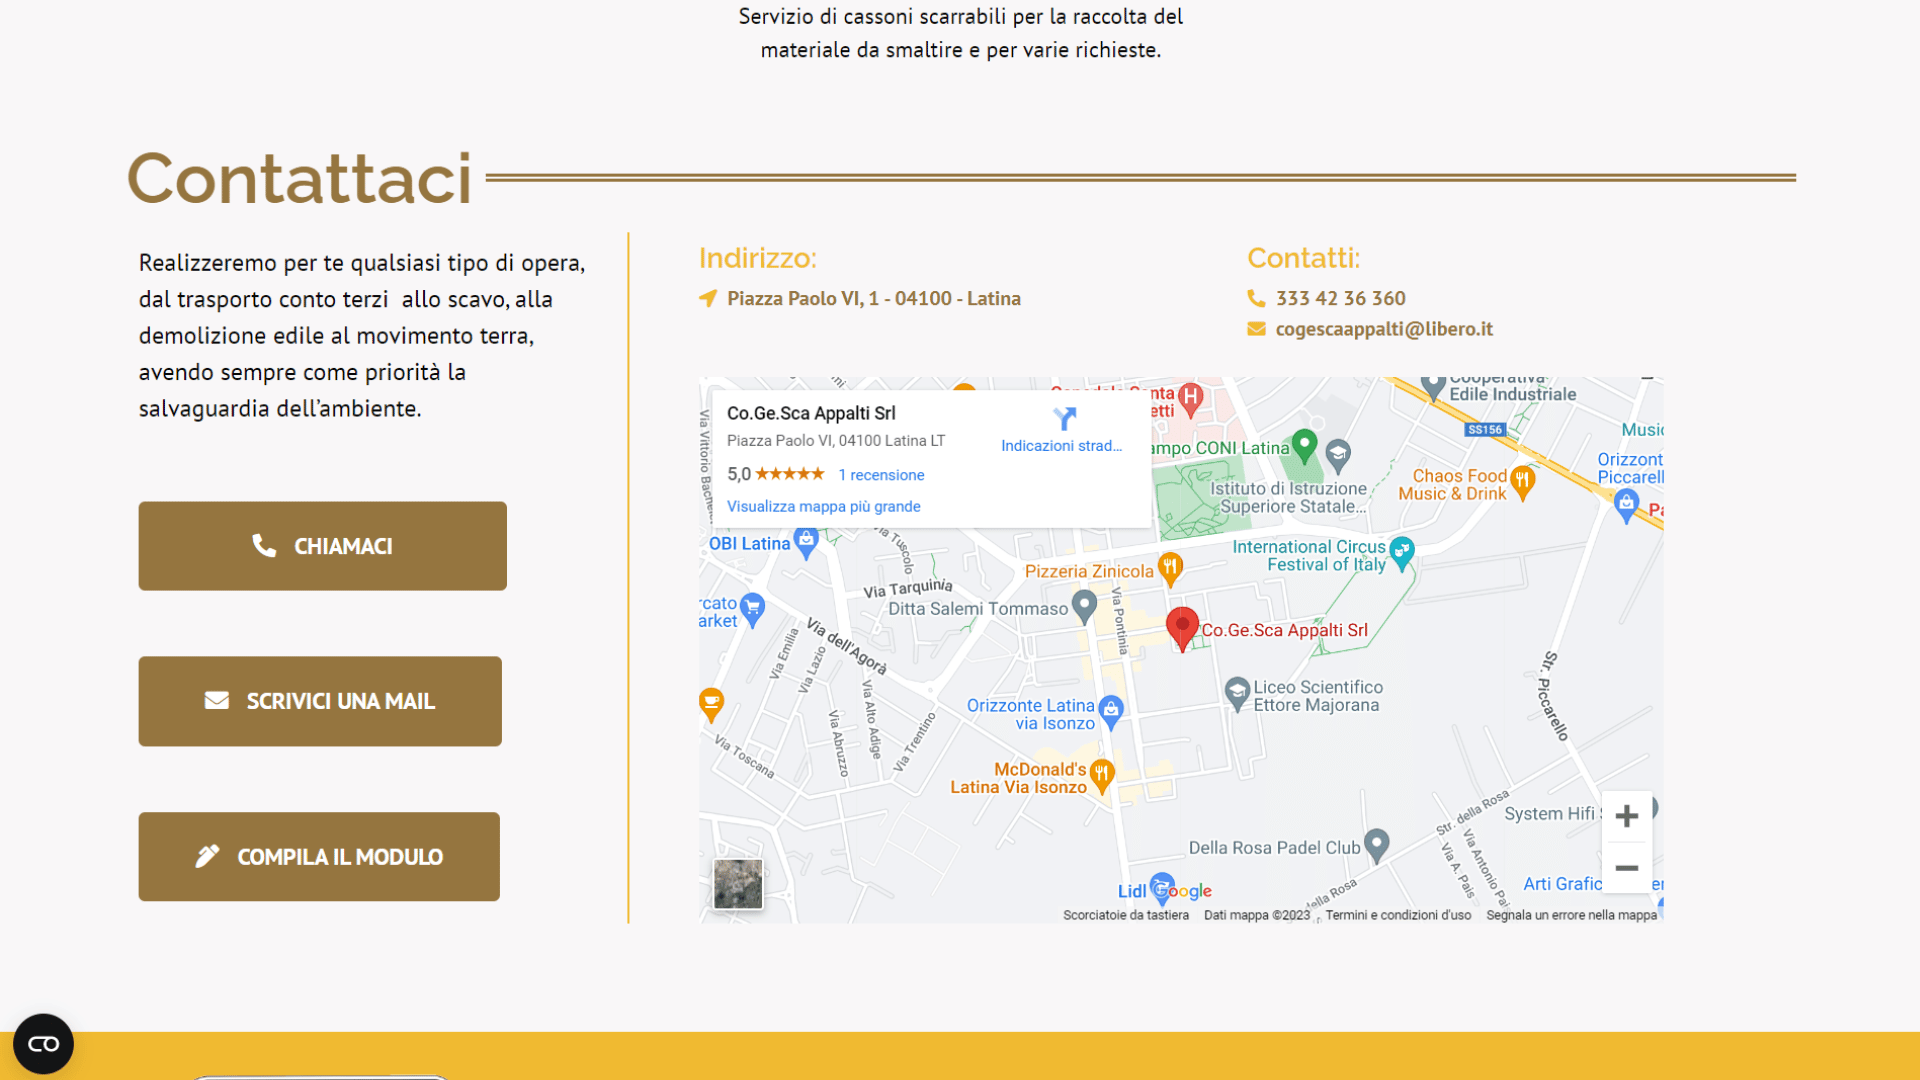 Servizio di cassoni scarrabili per la raccolta del
materiale da smaltire e per varie richieste.
Contattaci
Realizzeremo per te qualsiasi tipo di opera,
dal trasporto conto terzi  allo scavo, alla
demolizione edile al movimento terra,
avendo sempre come priorità la
salvaguardia dell'ambiente.
CHIAMACI
SCRIVICI UNA MAIL
COMPILA IL MODULO
Indirizzo:
Piazza Paolo VI, 1 - 04100 - Latina
Contatti:
333 42 36 360
cogescaappalti@libero.it
Co.Ge.Sca Appalti Srl
Piazza Paolo VI, 04100 Latina LT
5,0 ★★★★★ 1 recensione
Visualizza mappa più grande
Indicazioni strad...
Edile Industriale
SS156
CONI Latina
Istituto di Istruzione
Superiore Statale...
Chaos Food
Music & Drink
Orizzont
Piccarell
International Circus
Festival of Italy
OBI Latina
Via Tuscolo
Via Tarquinia
Pizzeria Zinicola
Ditta Salemi Tommaso
Via Pontinia
Co.Ge.Sca Appalti Srl
Via Emilia
Via Lazio
Via dell'Agorà
Via Alto Adige
Via Abruzzo
Via Trentino
Via Toscana
Orizzonte Latina
via Isonzo
Liceo Scientifico
Ettore Majorana
Str. Piccarello
McDonald's
Latina Via Isonzo
Str. della Rosa
System Hifi
Della Rosa Padel Club
Via A. Pais
Via Antonio Pou
Lidl
Google
Arti Grafic
Scorciatoie da tastiera
Dati mappa ©2023
Termini e condizioni d'uso
Segnala un errore nella mappa